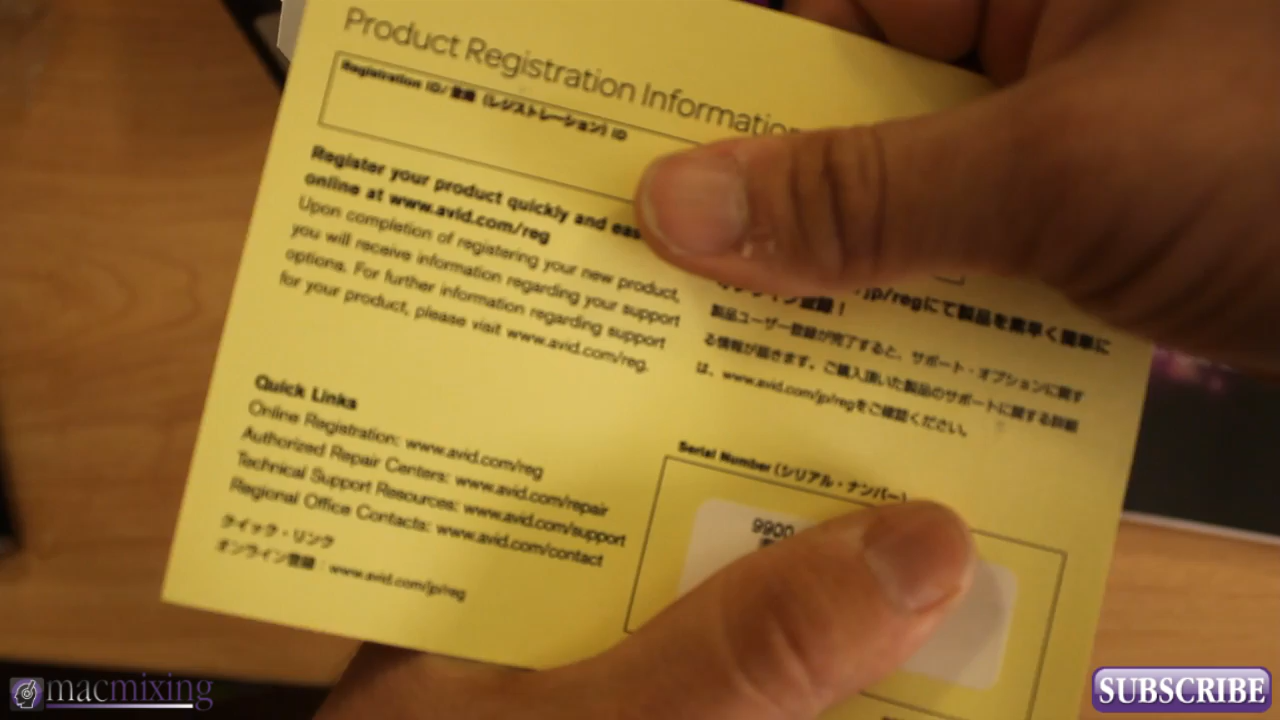 Product Registration Information
Registration ID/ 登録（レジストレーション）ID
Register your product quickly and
online at www.avid.com/reg
Upon completion of registering your new product,
you will receive information regarding your support
options. For further information regarding support
for your product, please visit www.avid.com/reg.
Quick Links
Online Registration: www.avid.com/reg
Authorized Repair Centers: www.avid.com/repair
Technical Support Resources: www.avid.com/support
Regional Office Contacts: www.avid.com/contact
クイック・リンク
オンライン登録：www.avid.com/jp/reg
jp/regにて製品を素早く簡単に
オンライン登録！
製品ユーザー登録が完了すると、サポート・オプションに関す
る情報が届きます。ご購入頂いた製品のサポートに関する詳細
は、www.avid.com/jp/regをご確認ください。
Serial Number（シリアル・ナンバー）
9900
macmixing
SUBSCRIBE